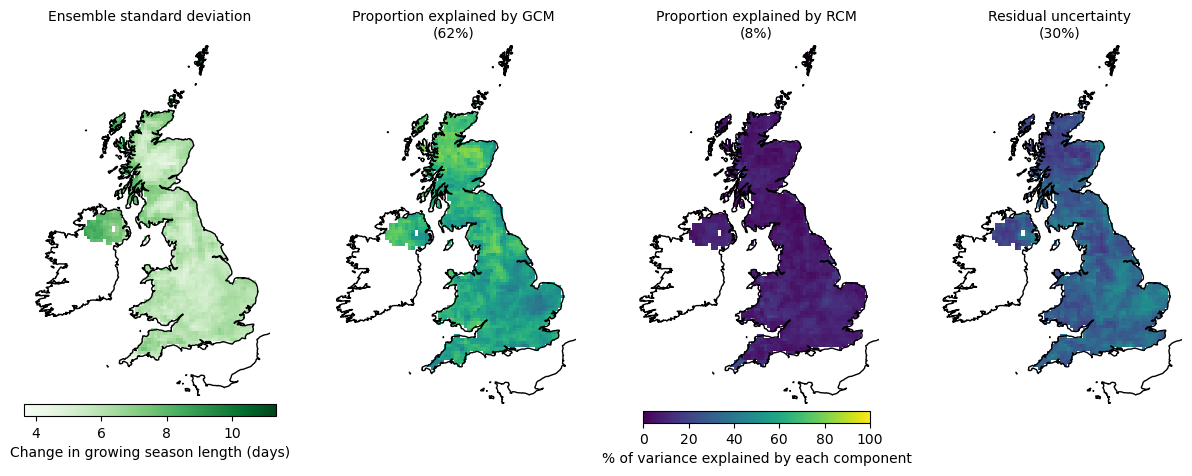 Ensemble standard deviation
Proportion explained by GCM
(62%)
Proportion explained by RCM
(8%)
Residual uncertainty
(30%)
4 6 8 10
Change in growing season length (days)
0 20 40 60 80 100
% of variance explained by each component